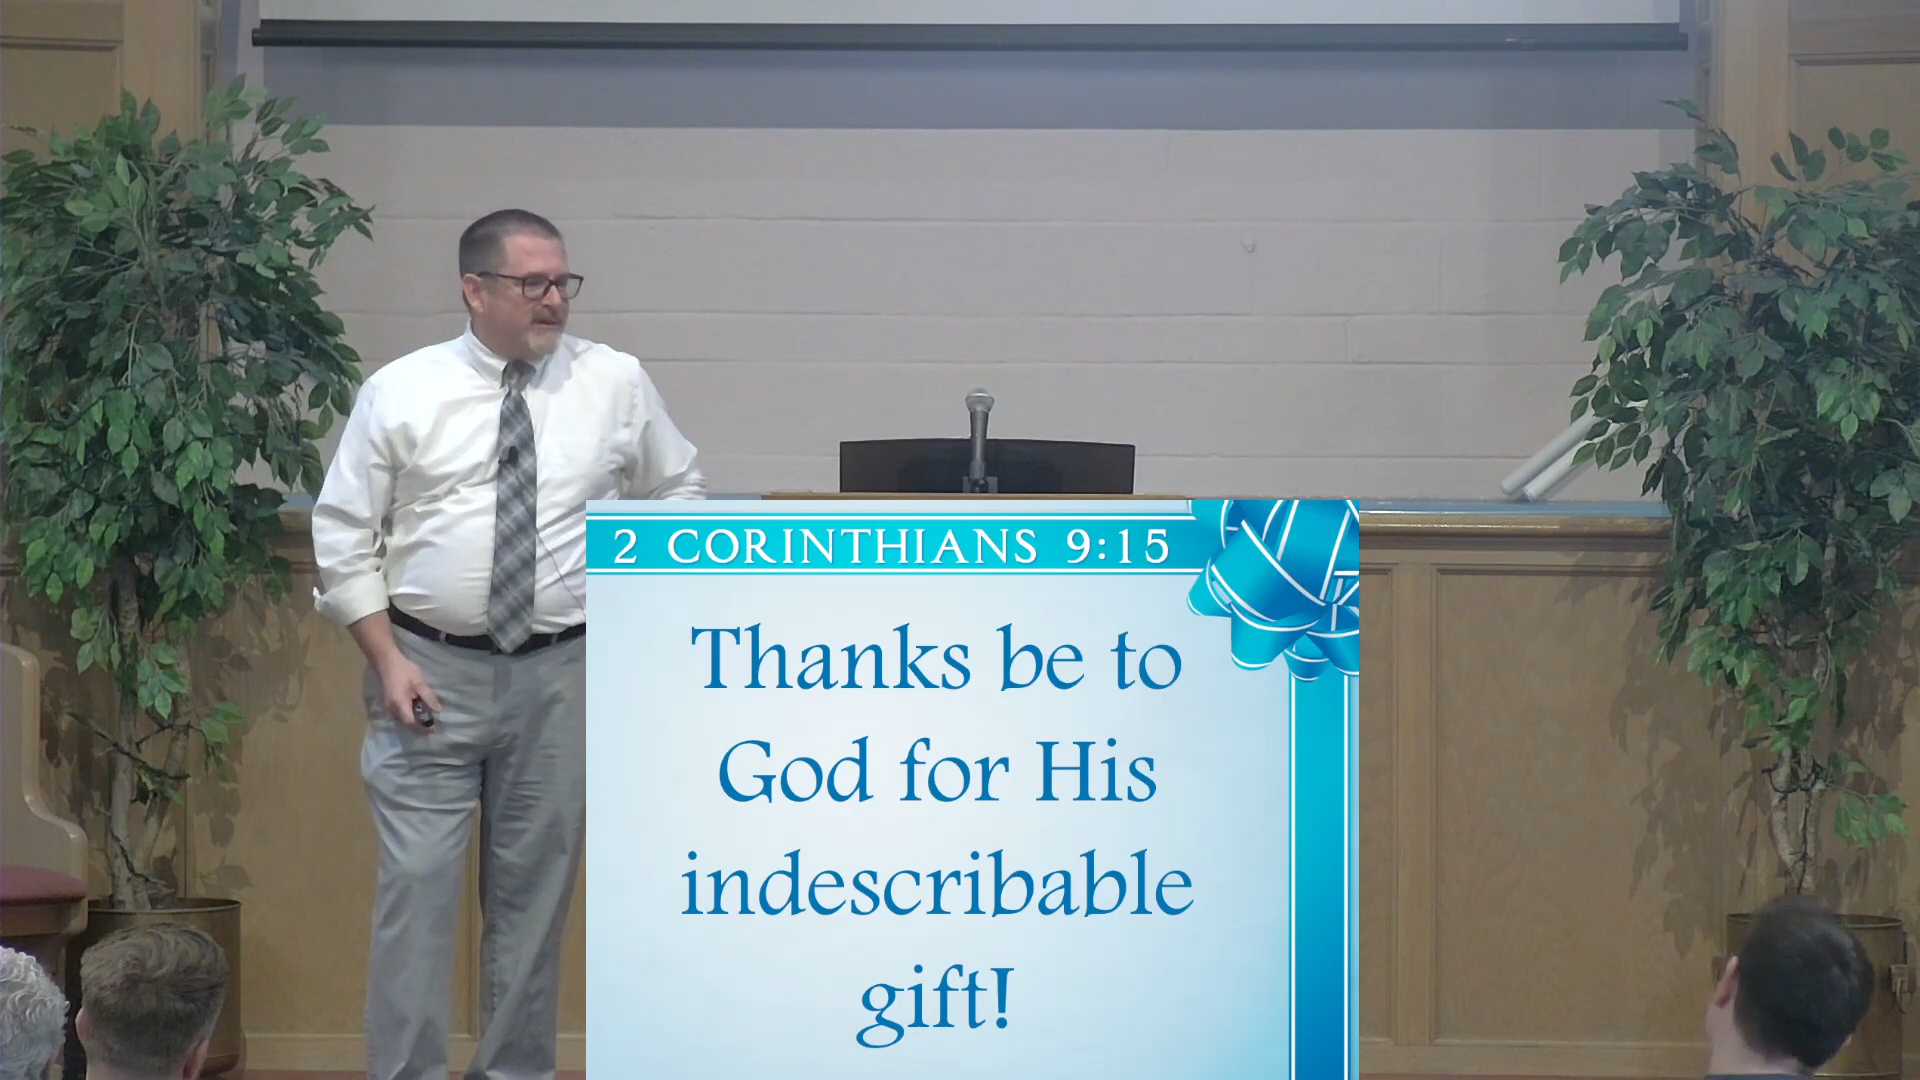 2 CORINTHIANS 9:15
Thanks be to
God for His
indescribable
gift!